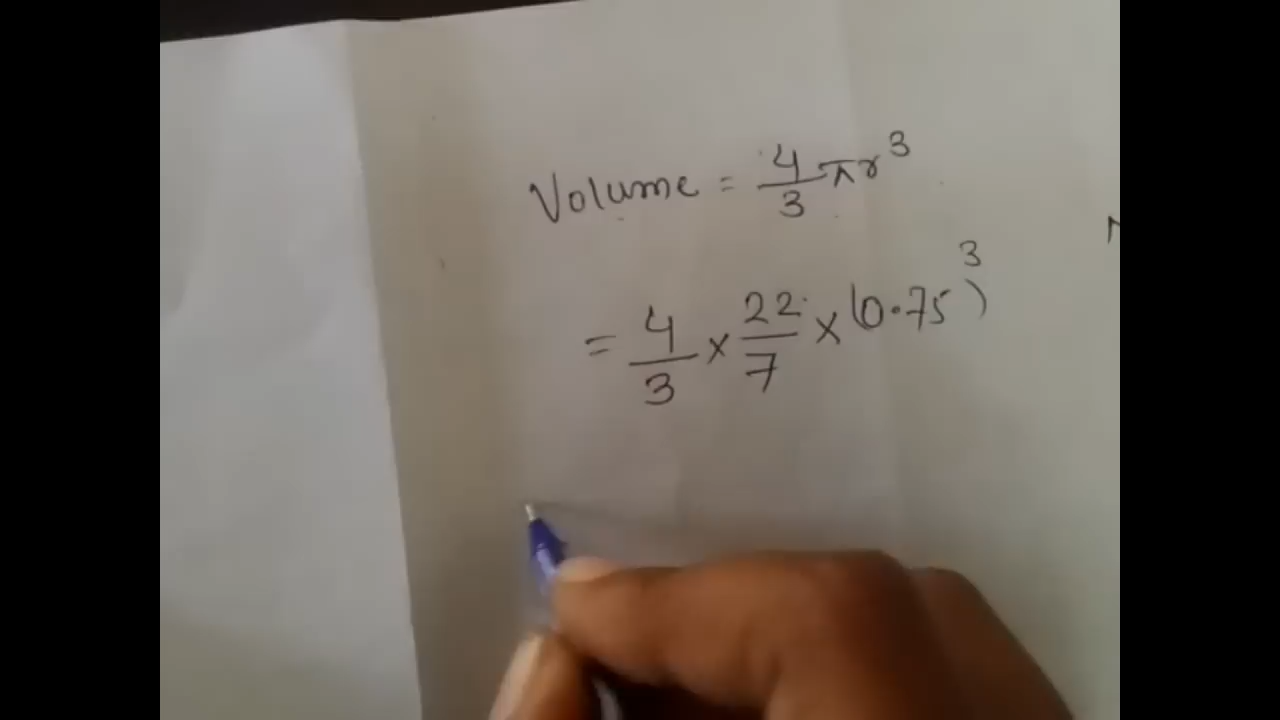 Volume = 4/3 πr³
= 4/3 × 22/7 × (0.75)³